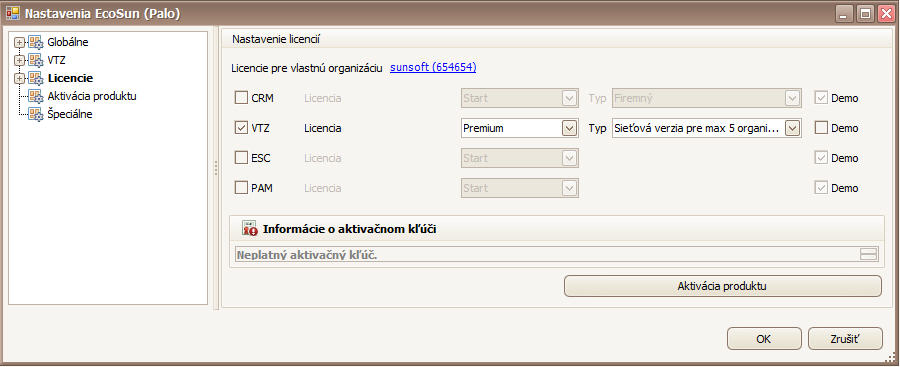 Nastavenia EcoSun (Palo)
Globálne
VTZ
Licencie
Aktivácia produktu
Špeciálne
Nastavenie licencií
Licencie pre vlastnú organizáciu sunsoft (654654)
CRM Licencia Start Typ Firemný Demo
VTZ Licencia Premium Typ Sieťová verzia pre max 5 organi... Demo
ESC Licencia Start Demo
PAM Licencia Start Demo
Informácie o aktivačnom kľúči
Neplatný aktivačný kľúč.
Aktivácia produktu
OK Zrušiť